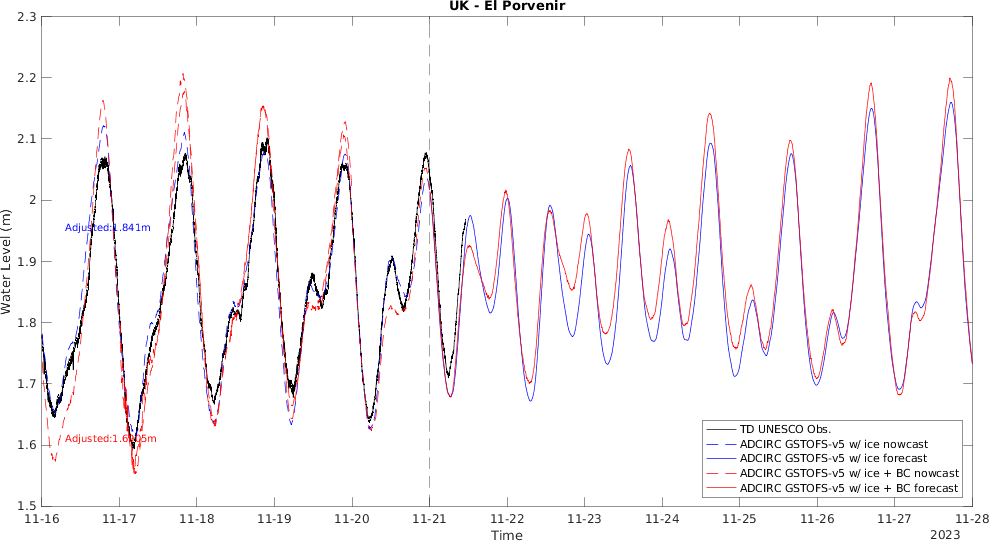 UK - El Porvenir
2.3
2.2
2.1
2
1.9
1.8
1.7
1.6
1.5
Water Level (m)
Adjusted:1.841m
TD UNESCO Obs.
ADCIRC GSTOFS-v5 w/ ice nowcast
ADCIRC GSTOFS-v5 w/ ice forecast
ADCIRC GSTOFS-v5 w/ ice + BC nowcast
ADCIRC GSTOFS-v5 w/ ice + BC forecast
11-16 11-17 11-18 11-19 11-20 11-21 11-22 11-23 11-24 11-25 11-26 11-27 11-28
Time
2023